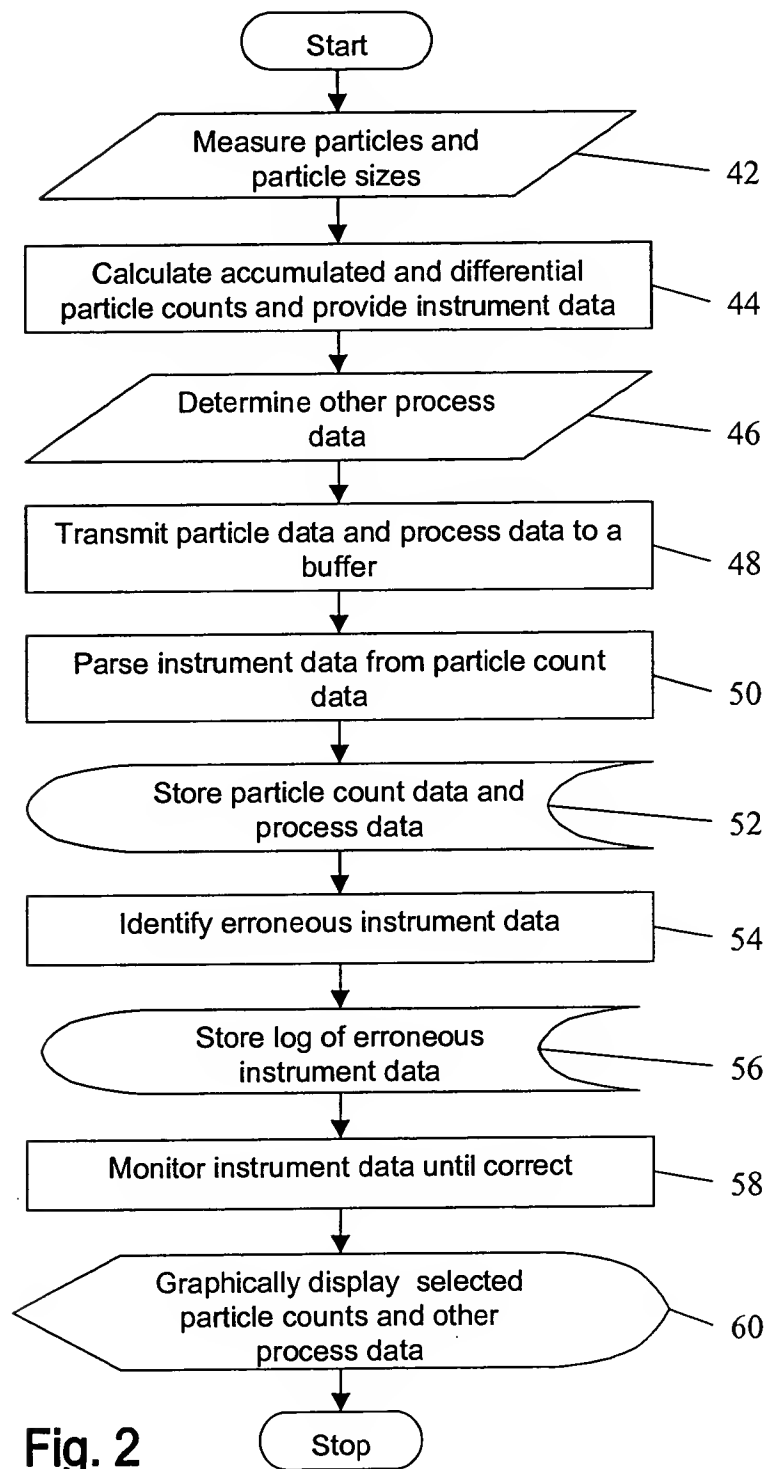 Start
Measure particles and
particle sizes
42
Calculate accumulated and differential
particle counts and provide instrument data
44
Determine other process
data
46
Transmit particle data and process data to a
buffer
48
Parse instrument data from particle count
data
50
Store particle count data and
process data
52
Identify erroneous instrument data
54
Store log of erroneous
instrument data
56
Monitor instrument data until correct
58
Graphically display selected
particle counts and other
process data
60
Stop
Fig. 2